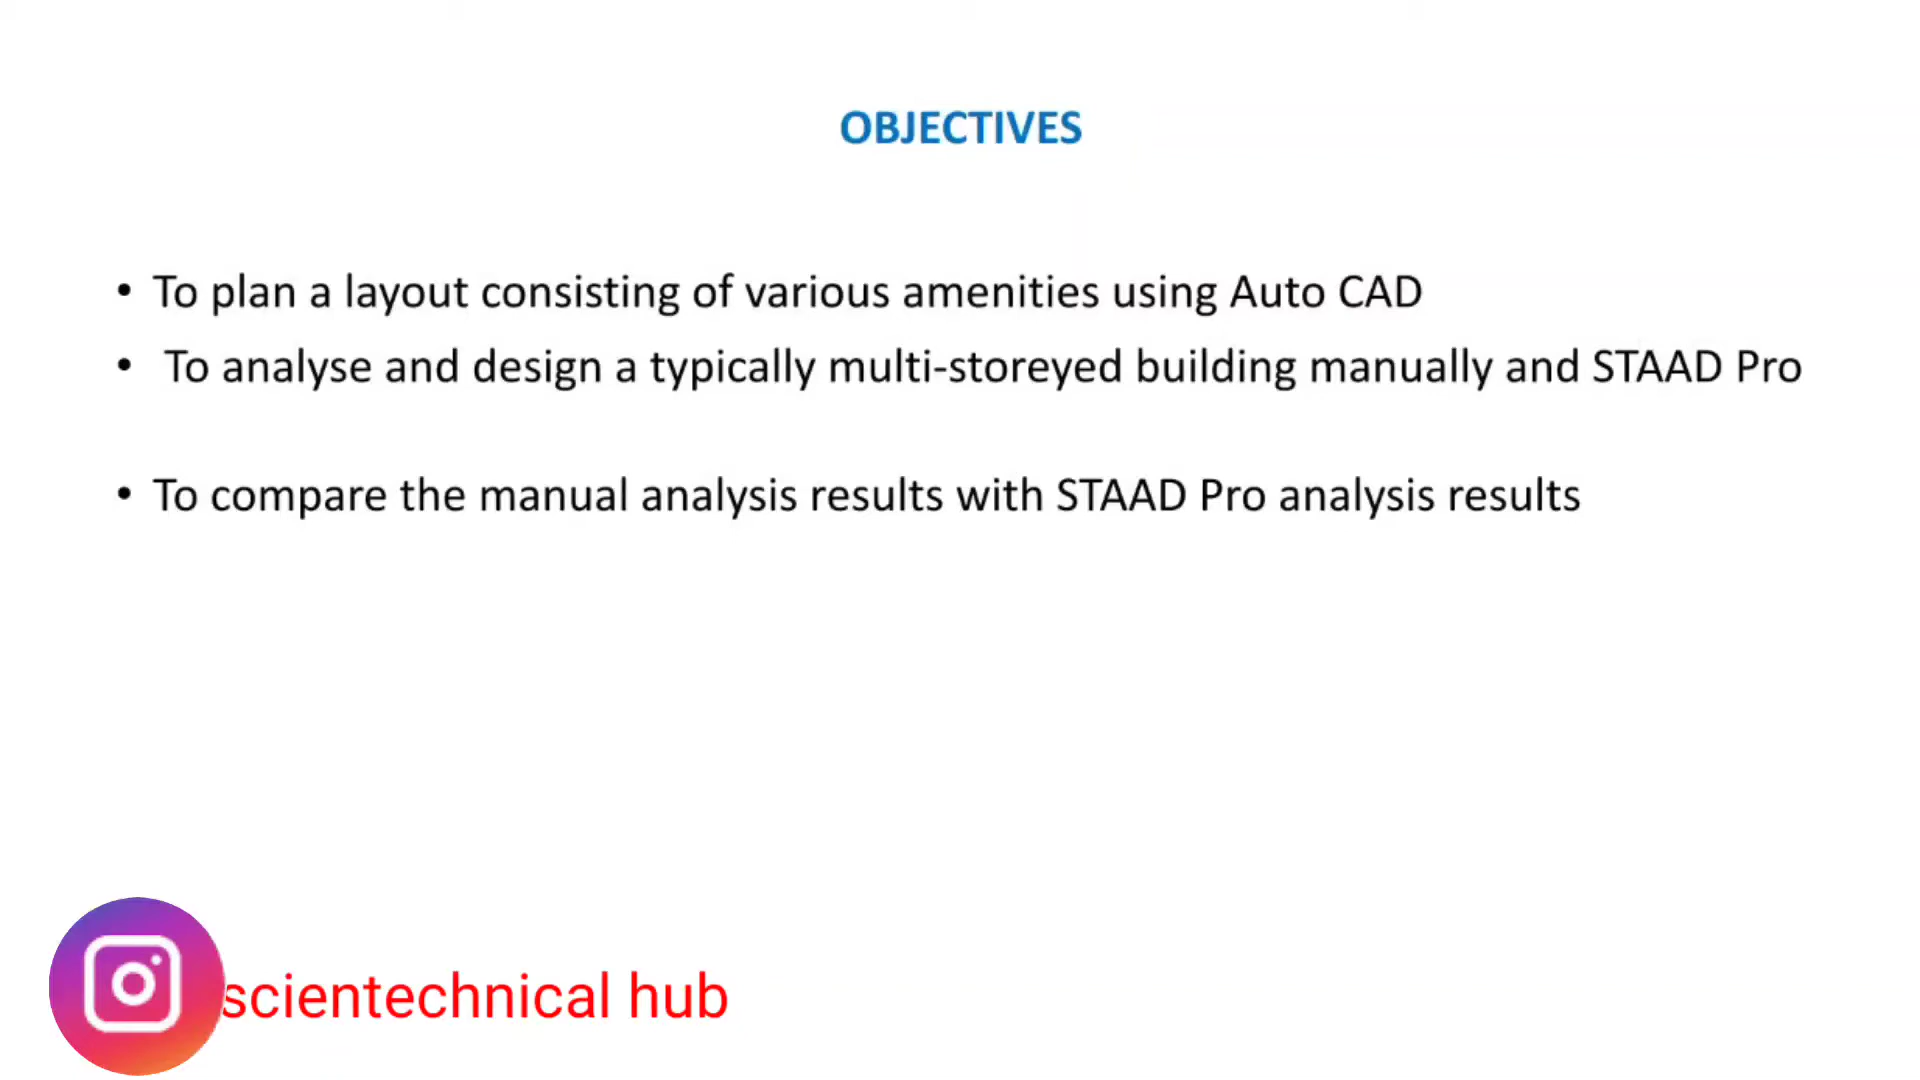 OBJECTIVES
• To plan a layout consisting of various amenities using Auto CAD
• To analyse and design a typically multi-storeyed building manually and STAAD Pro
• To compare the manual analysis results with STAAD Pro analysis results
scientechnical hub